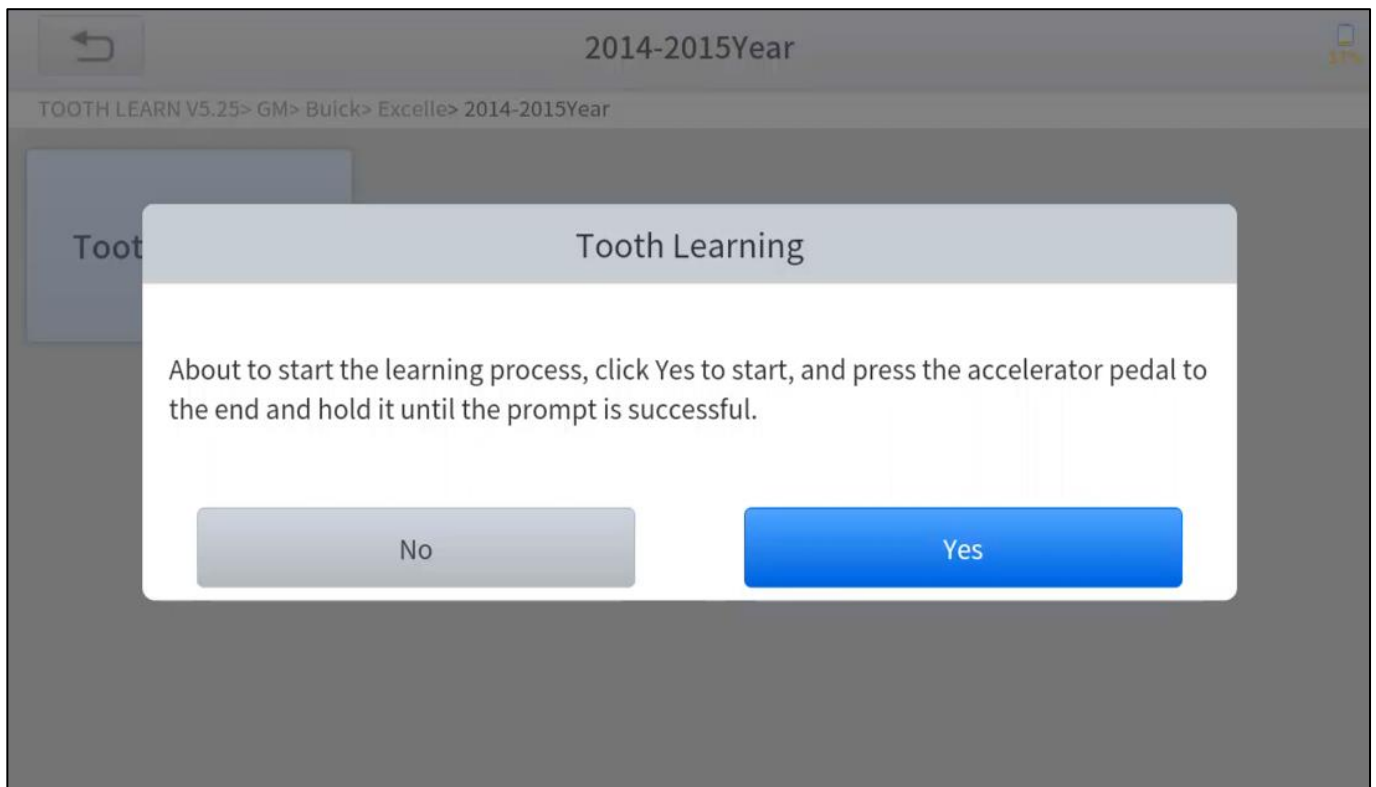 2014-2015Year
TOOTH LEARN V5.25> GM> Buick> Excelle> 2014-2015Year
Toot
Tooth Learning
About to start the learning process, click Yes to start, and press the accelerator pedal to
the end and hold it until the prompt is successful.
No
Yes